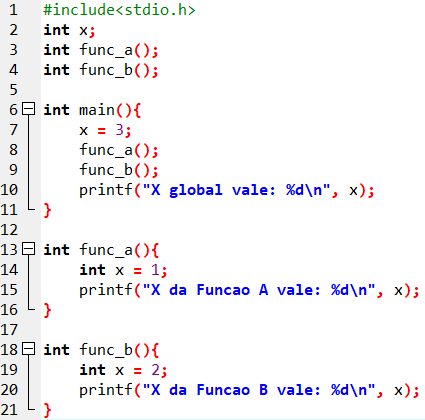 1 #include<stdio.h>
2 int x;
3 int func_a();
4 int func_b();
5
6 int main(){
7     x = 3;
8     func_a();
9     func_b();
10     printf("X global vale: %d\n", x);
11 }
12
13 int func_a(){
14     int x = 1;
15     printf("X da Funcao A vale: %d\n", x);
16 }
17
18 int func_b(){
19     int x = 2;
20     printf("X da Funcao B vale: %d\n", x);
21 }